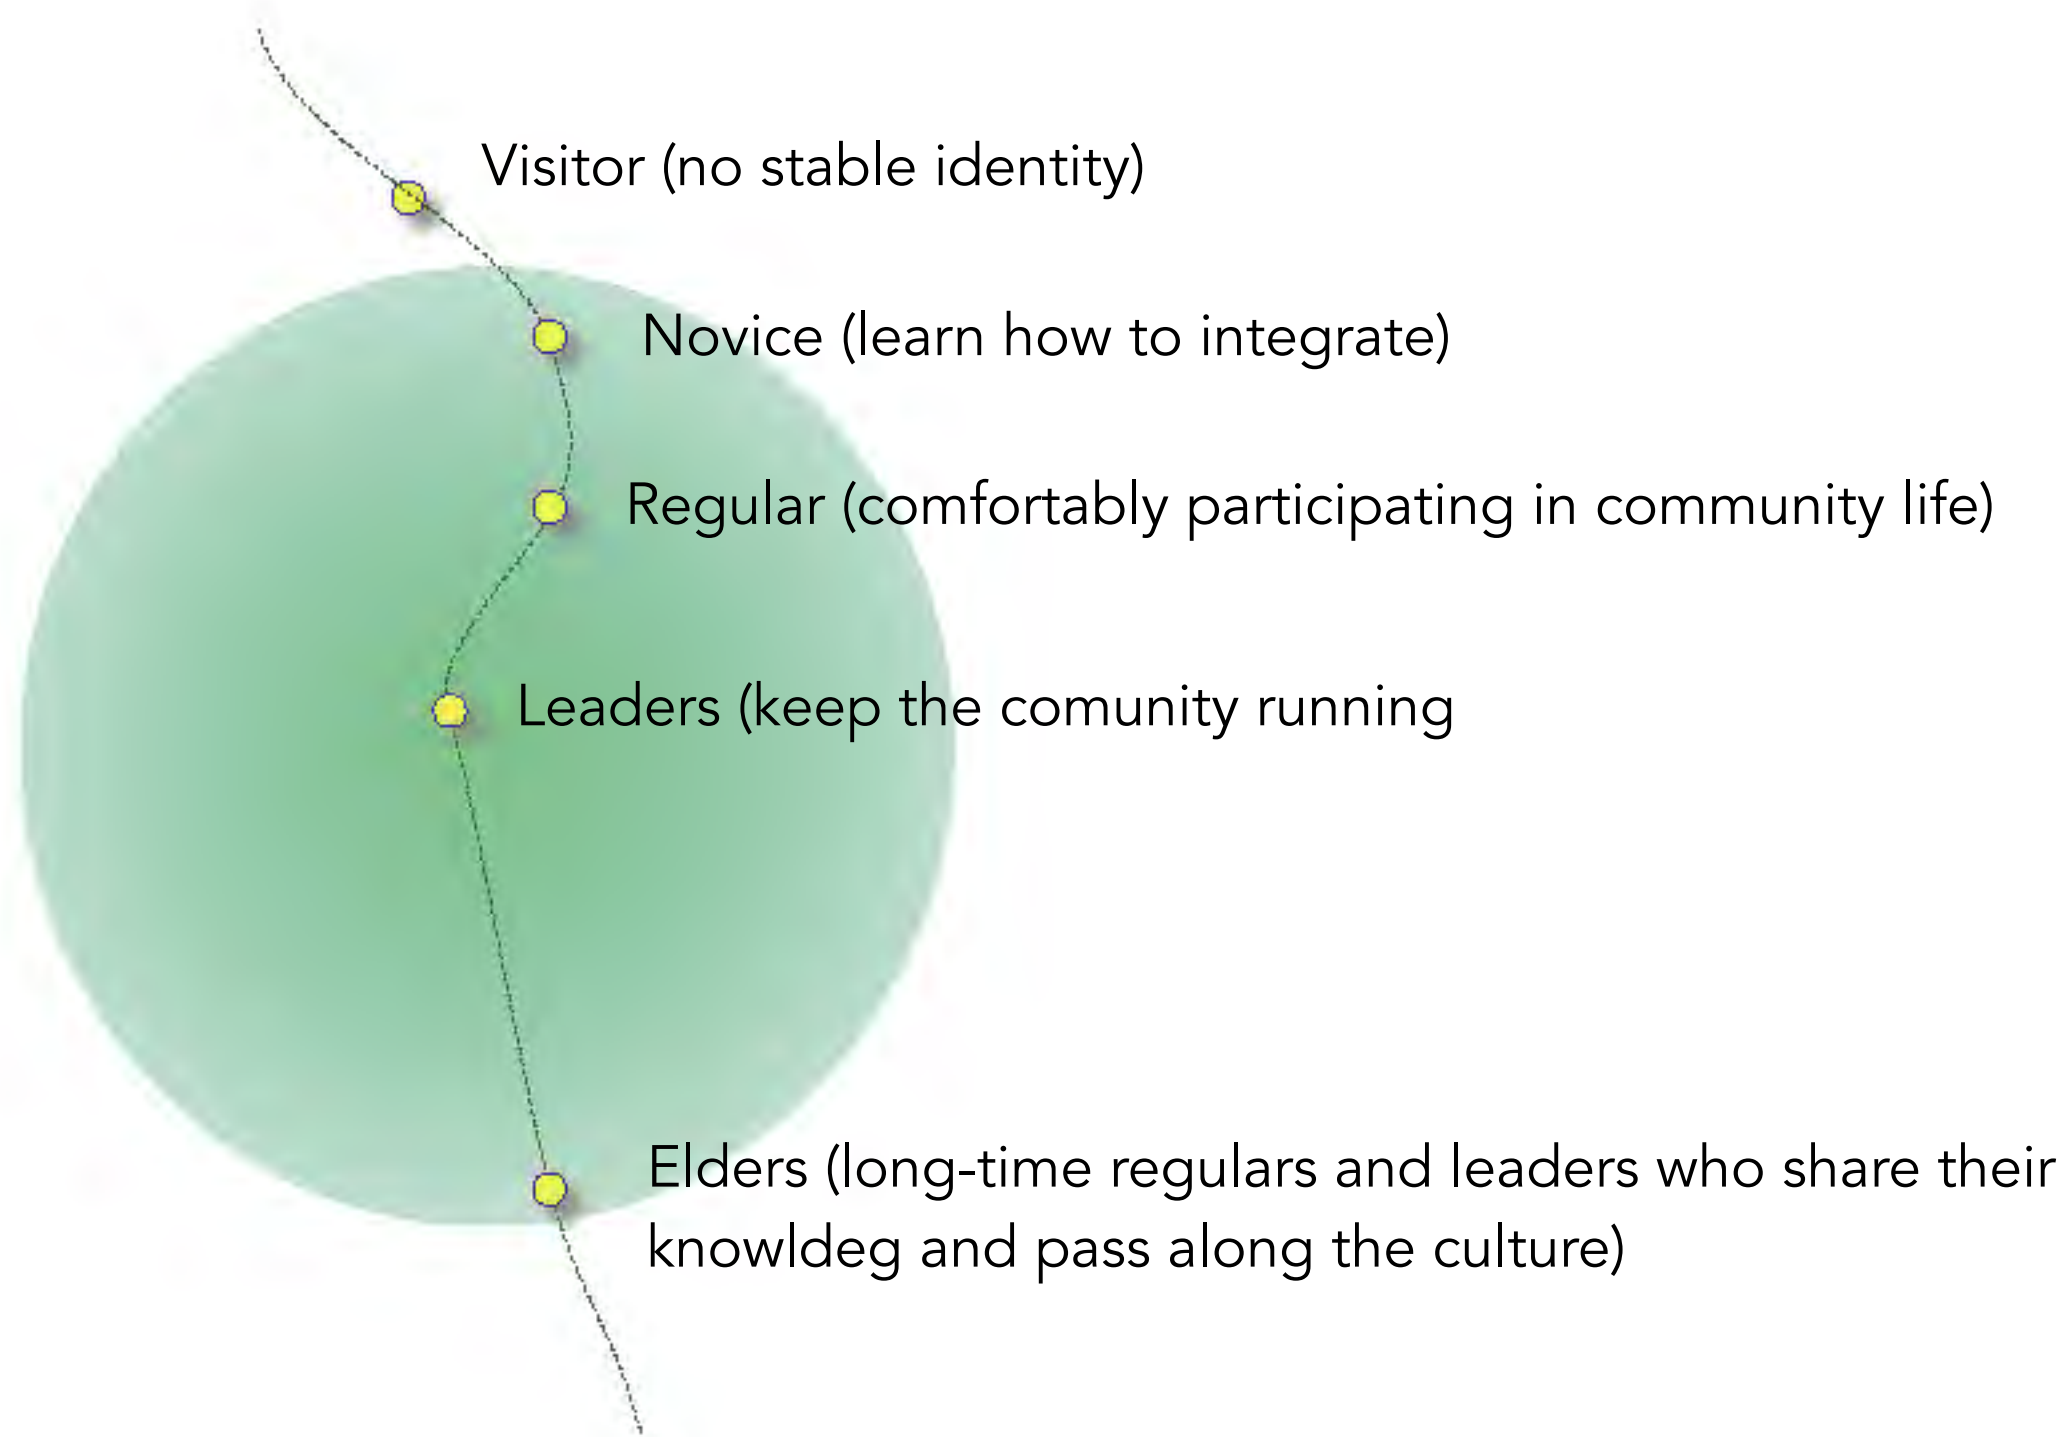 Visitor (no stable identity)
Novice (learn how to integrate)
Regular (comfortably participating in community life)
Leaders (keep the comunity running
Elders (long-time regulars and leaders who share their
knowldeg and pass along the culture)